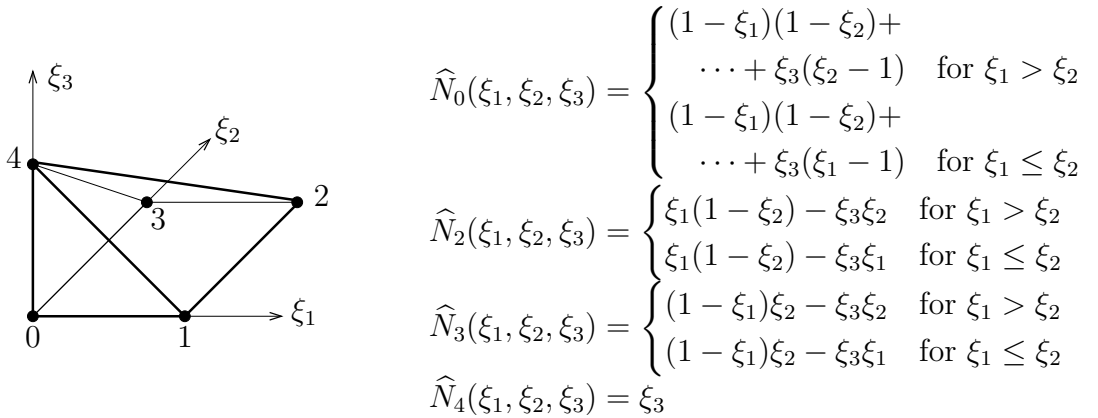 ξ₃
ξ₂
4
2
3
ξ₁
0
1
N̂₀(ξ₁, ξ₂, ξ₃) = { (1 − ξ₁)(1 − ξ₂)+
⋯ + ξ₃(ξ₂ − 1) for ξ₁ > ξ₂
(1 − ξ₁)(1 − ξ₂)+
⋯ + ξ₃(ξ₁ − 1) for ξ₁ ≤ ξ₂
N̂₂(ξ₁, ξ₂, ξ₃) = { ξ₁(1 − ξ₂) − ξ₃ξ₂ for ξ₁ > ξ₂
ξ₁(1 − ξ₂) − ξ₃ξ₁ for ξ₁ ≤ ξ₂
N̂₃(ξ₁, ξ₂, ξ₃) = { (1 − ξ₁)ξ₂ − ξ₃ξ₂ for ξ₁ > ξ₂
(1 − ξ₁)ξ₂ − ξ₃ξ₁ for ξ₁ ≤ ξ₂
N̂₄(ξ₁, ξ₂, ξ₃) = ξ₃